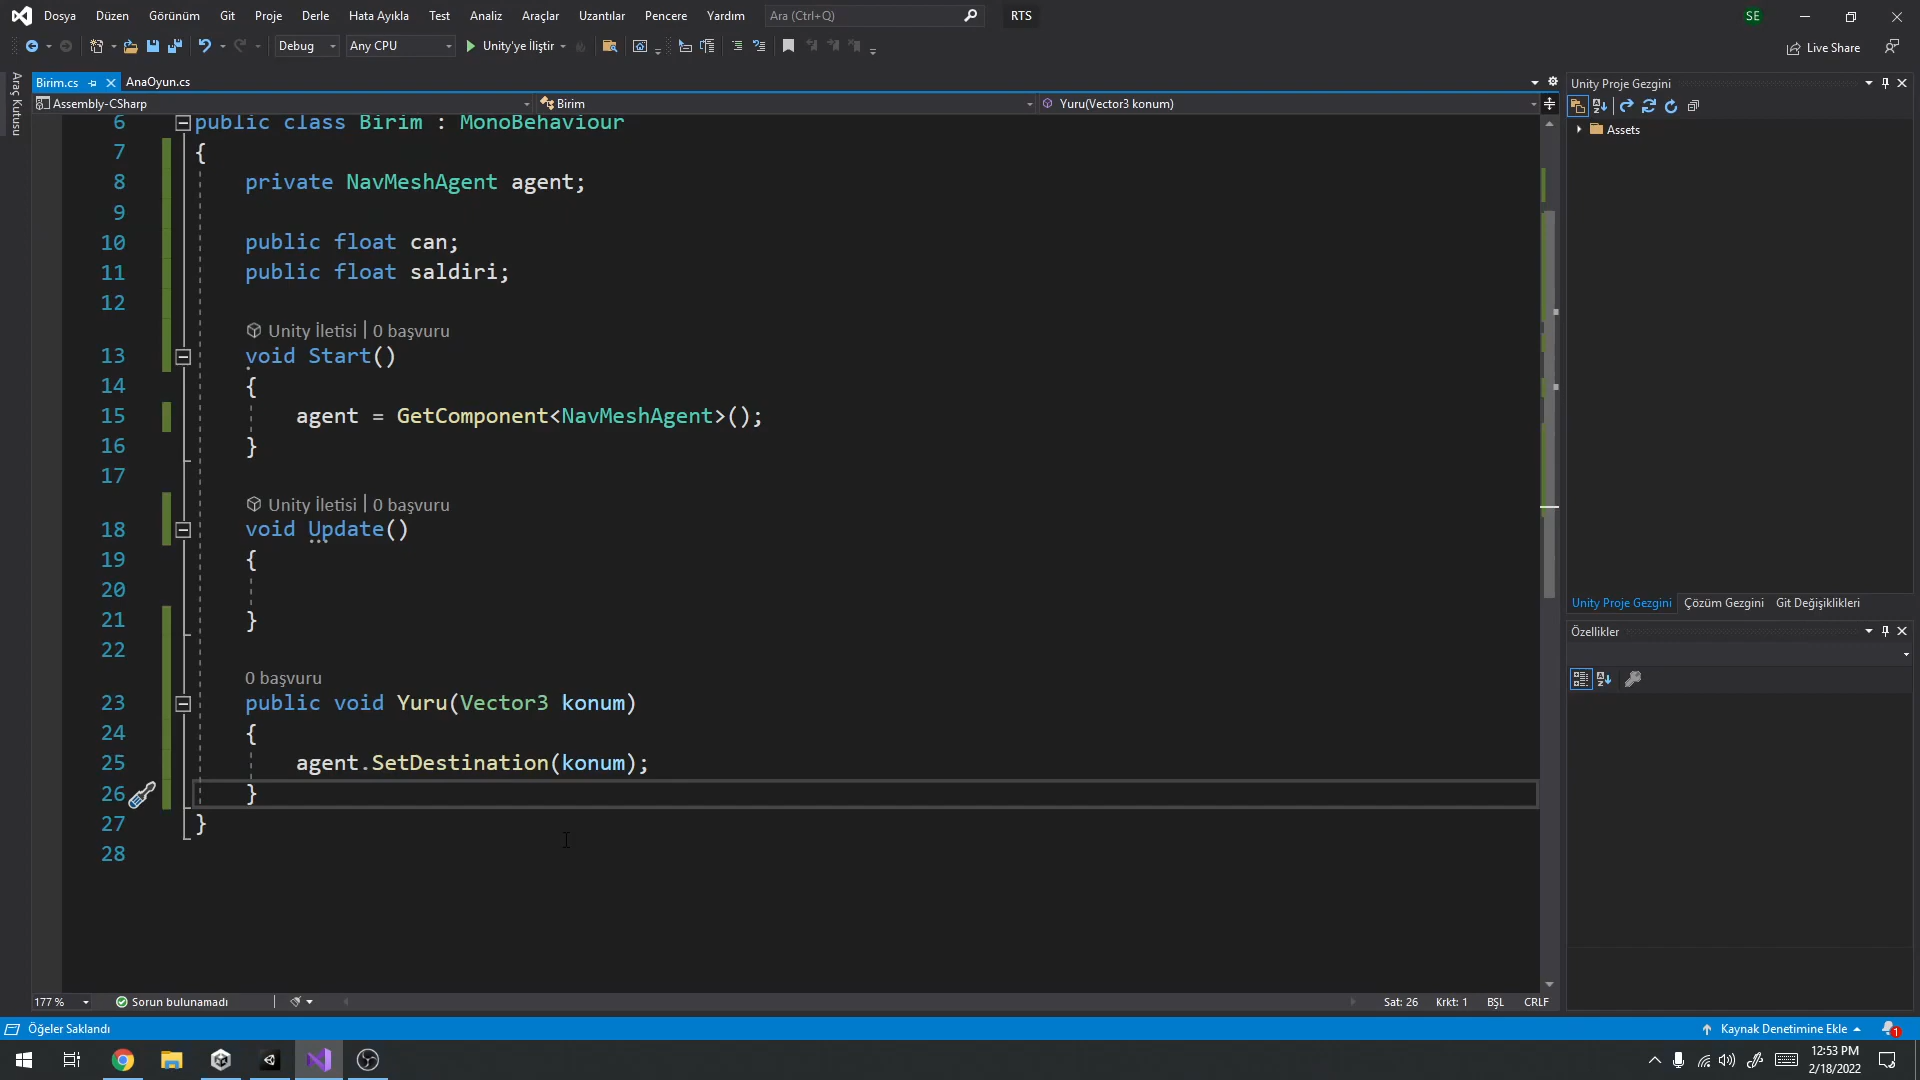 Dosya Düzen Görünüm Git Proje Derle Hata Ayıkla Test Analiz Araçlar Uzantılar Pencere Yardım Ara (Ctrl+Q) RTS SE
Debug Any CPU Unity'ye İliştir Live Share
Araç Kutusu
Birim.cs AnaOyun.cs
Assembly-CSharp Birim Yuru(Vector3 konum)
6 public class Birim : MonoBehaviour
7 {
8 private NavMeshAgent agent;
9
10 public float can;
11 public float saldiri;
12
Unity İletisi | 0 başvuru
13 void Start()
14 {
15 agent = GetComponent<NavMeshAgent>();
16 }
17
Unity İletisi | 0 başvuru
18 void Update()
19 {
20
21 }
22
0 başvuru
23 public void Yuru(Vector3 konum)
24 {
25 agent.SetDestination(konum);
26 }
27 }
28
177 % Sorun bulunamadı Sat: 26 Krkt: 1 BŞL CRLF
Unity Proje Gezgini
Assets
Unity Proje Gezgini Çözüm Gezgini Git Değişiklikleri
Özellikler
Öğeler Saklandı Kaynak Denetimine Ekle 1
12:53 PM
2/18/2022